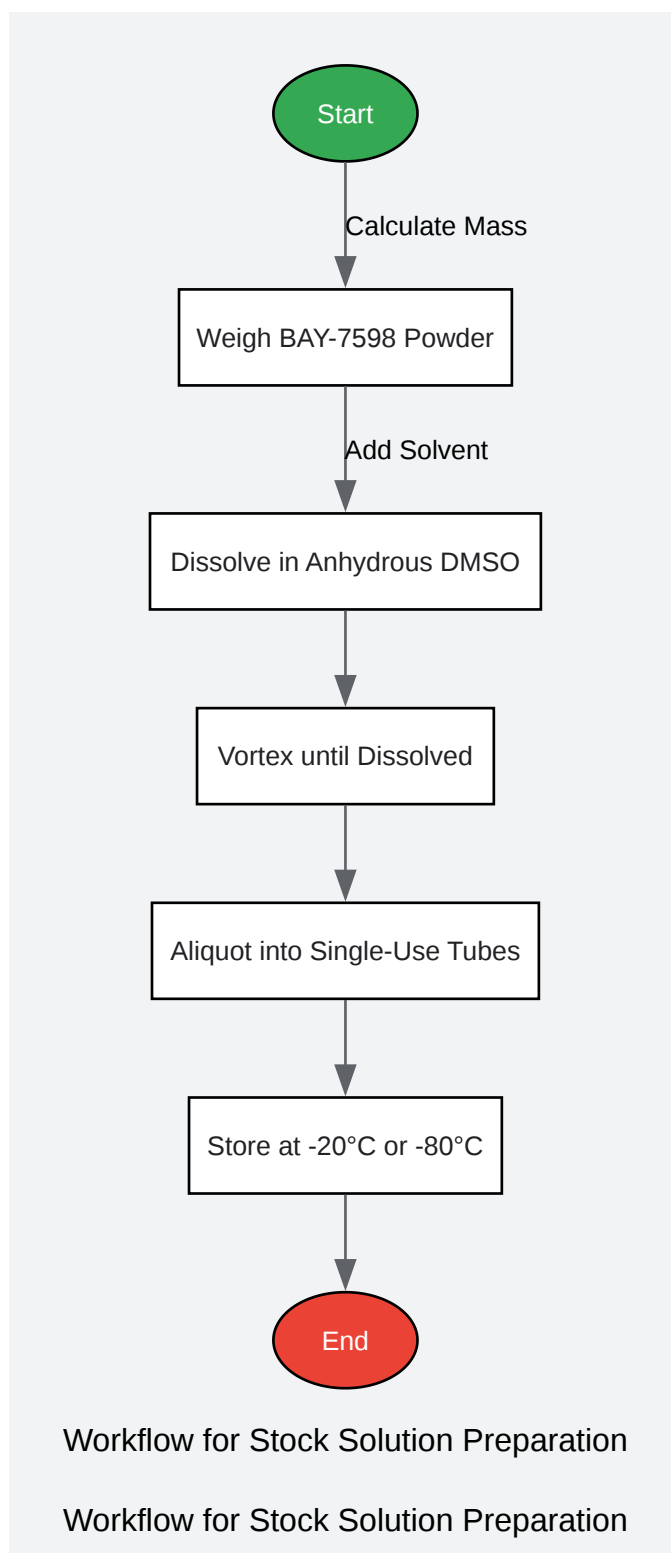 Start
Calculate Mass
Weigh BAY-7598 Powder
Add Solvent
Dissolve in Anhydrous DMSO
Vortex until Dissolved
Aliquot into Single-Use Tubes
Store at -20°C or -80°C
End
Workflow for Stock Solution Preparation
Workflow for Stock Solution Preparation